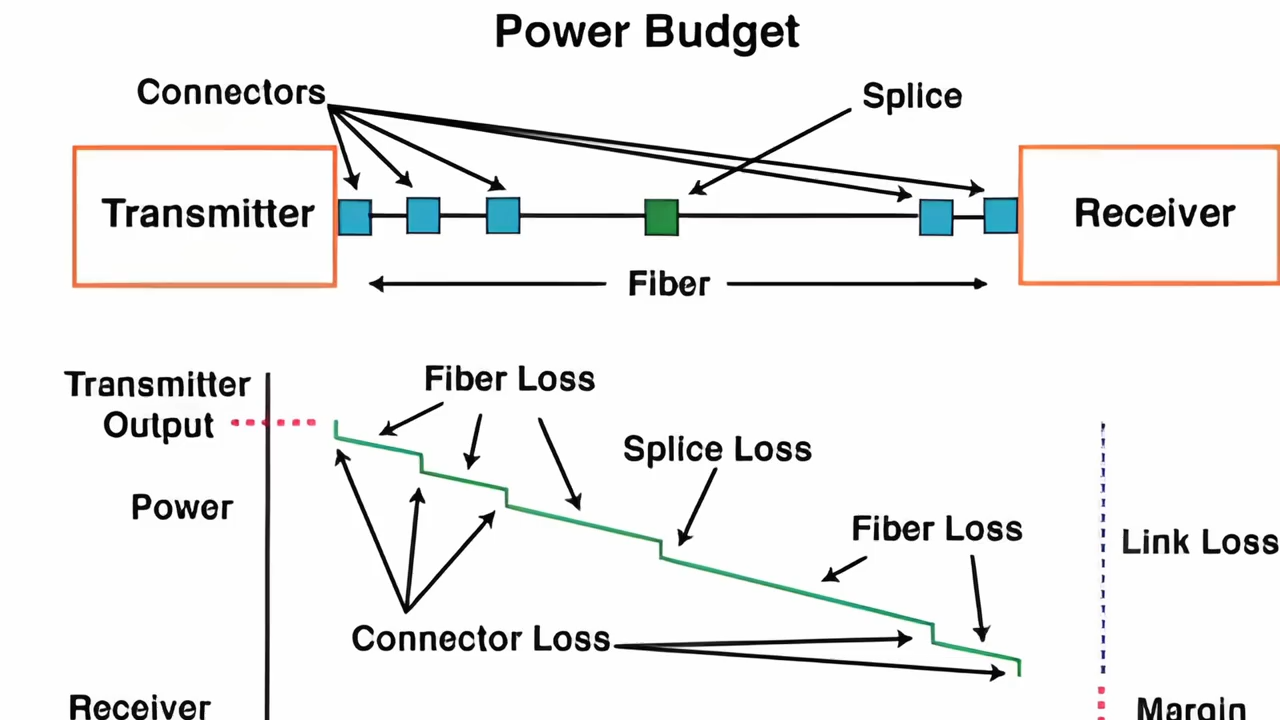 Power Budget
Connectors
Splice
Transmitter
Receiver
Fiber
Transmitter
Output
Fiber Loss
Splice Loss
Power
Fiber Loss
Link Loss
Connector Loss
Receiver
Margin